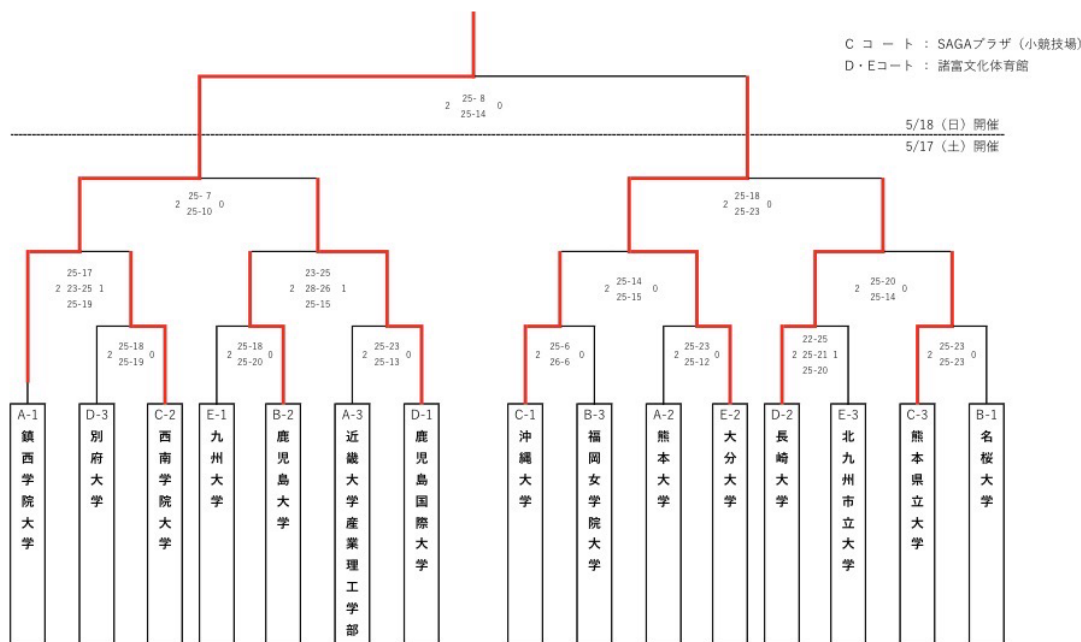 C コ ー ト ： SAGAプラザ（小競技場）
D・Eコート ： 諸富文化体育館
2 25- 8 0
25-14
5/18（日）開催
5/17（土）開催
2 25- 7 0
25-10
2 25-18 0
25-23
25-17
2 23-25 1
25-19
23-25
2 28-26 1
25-15
2 25-14 0
25-15
2 25-20 0
25-14
2 25-18 0
25-19
2 25-18 0
25-20
2 25-23 0
25-13
2 25-6 0
26-6
2 25-23 0
25-12
22-25
2 25-21 1
25-20
2 25-23 0
25-23
A-1
鎮西学院大学
D-3
別府大学
C-2
西南学院大学
E-1
九州大学
B-2
鹿児島大学
A-3
近畿大学産業理工学部
D-1
鹿児島国際大学
C-1
沖縄大学
B-3
福岡女学院大学
A-2
熊本大学
E-2
大分大学
D-2
長崎大学
E-3
北九州市立大学
C-3
熊本県立大学
B-1
名桜大学